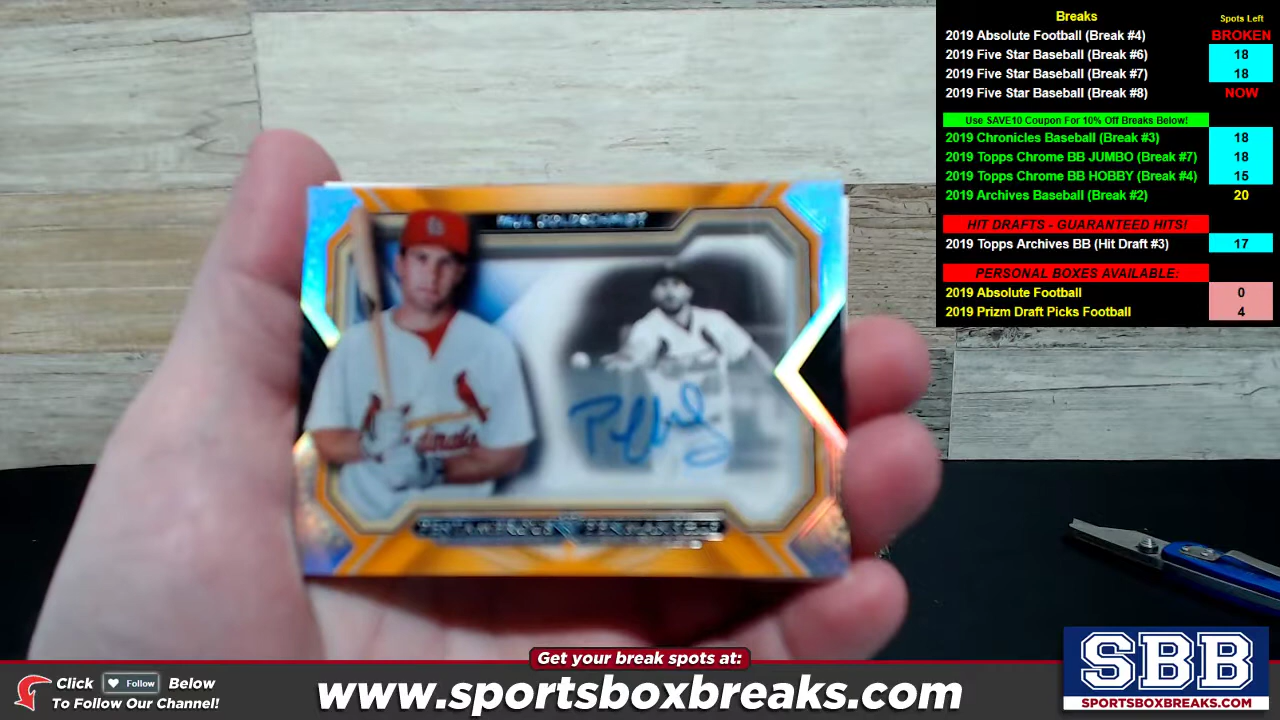 Breaks Spots Left
2019 Absolute Football (Break #4) BROKEN
2019 Five Star Baseball (Break #6) 18
2019 Five Star Baseball (Break #7) 18
2019 Five Star Baseball (Break #8) NOW
Use SAVE10 Coupon For 10% Off Breaks Below!
2019 Chronicles Baseball (Break #3) 18
2019 Topps Chrome BB JUMBO (Break #7) 18
2019 Topps Chrome BB HOBBY (Break #4) 15
2019 Archives Baseball (Break #2) 20
HIT DRAFTS - GUARANTEED HITS!
2019 Topps Archives BB (Hit Draft #3) 17
PERSONAL BOXES AVAILABLE:
2019 Absolute Football 0
2019 Prizm Draft Picks Football 4
Cardinals
Get your break spots at:
Click Follow Below
To Follow Our Channel!
www.sportsboxbreaks.com
SBB
SPORTSBOXBREAKS.COM